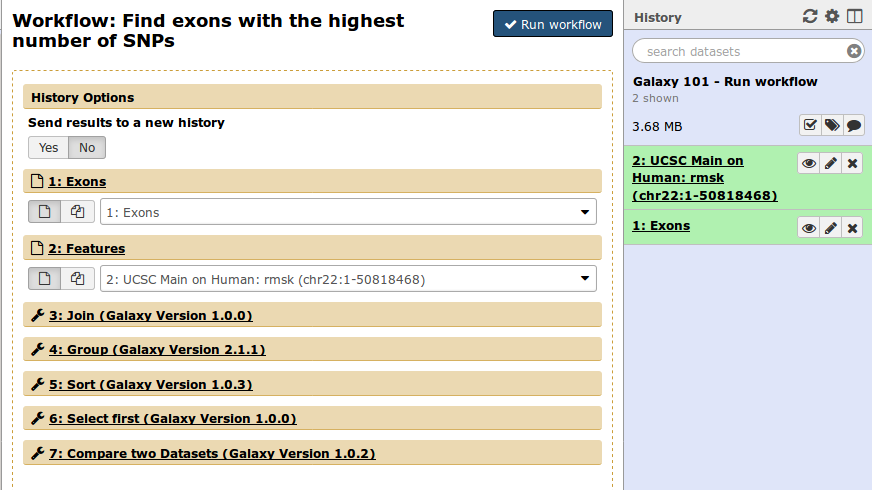 Workflow: Find exons with the highest
number of SNPs
Run workflow
History Options
Send results to a new history
Yes No
1: Exons
1: Exons
2: Features
2: UCSC Main on Human: rmsk (chr22:1-50818468)
3: Join (Galaxy Version 1.0.0)
4: Group (Galaxy Version 2.1.1)
5: Sort (Galaxy Version 1.0.3)
6: Select first (Galaxy Version 1.0.0)
7: Compare two Datasets (Galaxy Version 1.0.2)
History
search datasets
Galaxy 101 - Run workflow
2 shown
3.68 MB
2: UCSC Main on
Human: rmsk
(chr22:1-50818468)
1: Exons